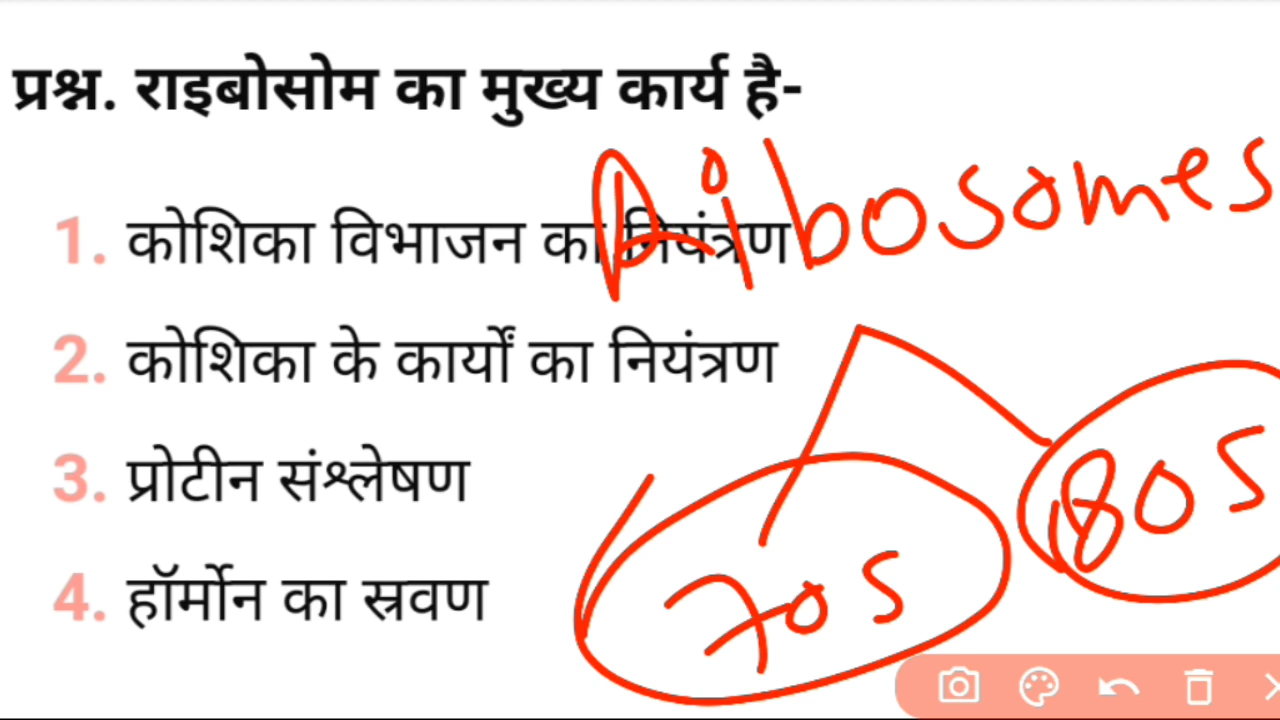 प्रश्न. राइबोसोम का मुख्य कार्य है-
Ribosomes
1. कोशिका विभाजन का नियंत्रण
2. कोशिका के कार्यों का नियंत्रण
3. प्रोटीन संश्लेषण
80S
4. हॉर्मोन का स्रवण
70S